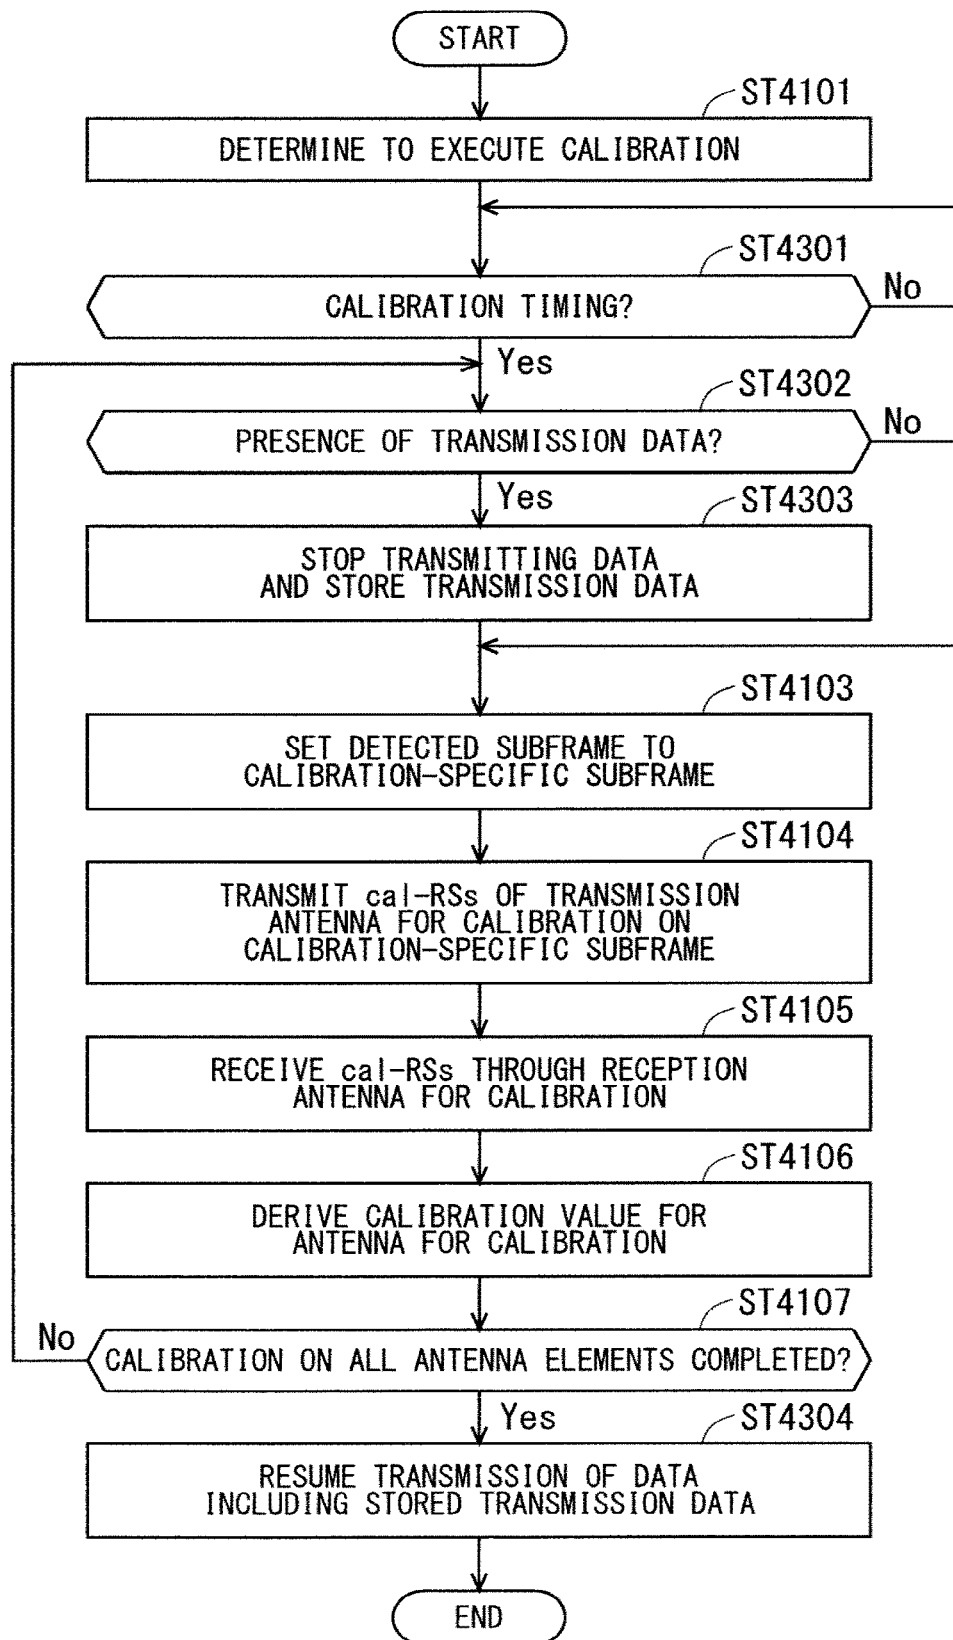 START
ST4101
DETERMINE TO EXECUTE CALIBRATION
ST4301
CALIBRATION TIMING?
No
Yes
ST4302
PRESENCE OF TRANSMISSION DATA?
No
Yes
ST4303
STOP TRANSMITTING DATA
AND STORE TRANSMISSION DATA
ST4103
SET DETECTED SUBFRAME TO
CALIBRATION-SPECIFIC SUBFRAME
ST4104
TRANSMIT cal-RSs OF TRANSMISSION
ANTENNA FOR CALIBRATION ON
CALIBRATION-SPECIFIC SUBFRAME
ST4105
RECEIVE cal-RSs THROUGH RECEPTION
ANTENNA FOR CALIBRATION
ST4106
DERIVE CALIBRATION VALUE FOR
ANTENNA FOR CALIBRATION
ST4107
No
CALIBRATION ON ALL ANTENNA ELEMENTS COMPLETED?
Yes
ST4304
RESUME TRANSMISSION OF DATA
INCLUDING STORED TRANSMISSION DATA
END